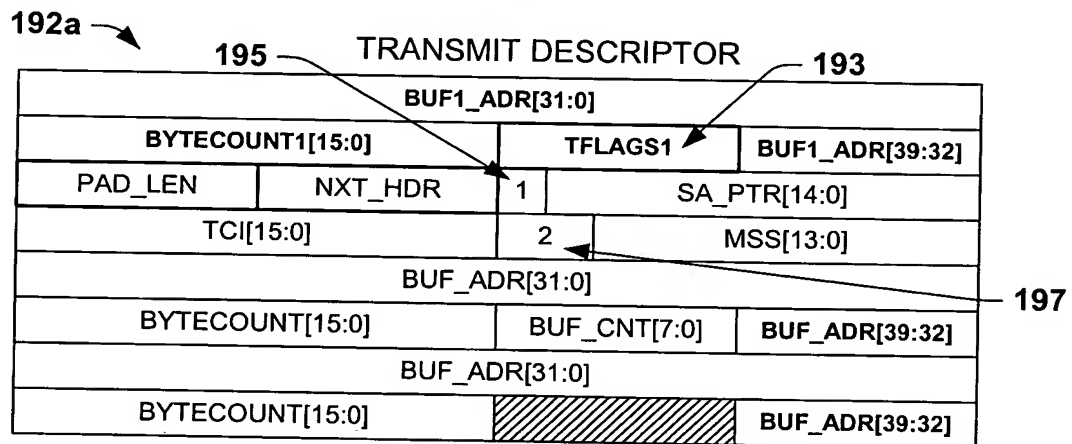 192a
TRANSMIT DESCRIPTOR
195
193
BUF1_ADR[31:0]
BYTECOUNT1[15:0] TFLAGS1 BUF1_ADR[39:32]
PAD_LEN NXT_HDR 1 SA_PTR[14:0]
TCI[15:0] 2 MSS[13:0]
BUF_ADR[31:0]
197
BYTECOUNT[15:0] BUF_CNT[7:0] BUF_ADR[39:32]
BUF_ADR[31:0]
BYTECOUNT[15:0] BUF_ADR[39:32]